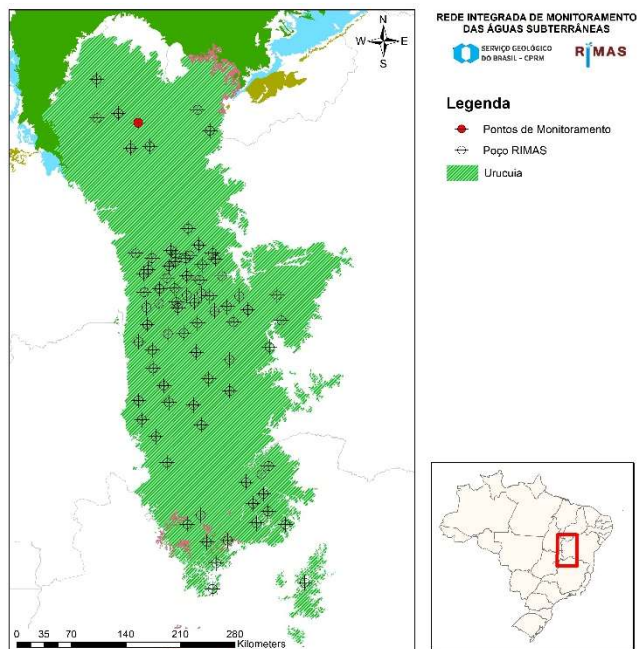 REDE INTEGRADA DE MONITORAMENTO
DAS ÁGUAS SUBTERRÂNEAS
SERVIÇO GEOLÓGICO
DO BRASIL – CPRM
RIMAS
Legenda
Pontos de Monitoramento
Poço RIMAS
Urucuia
N
W E
S
0 35 70 140 210 280
Kilometers